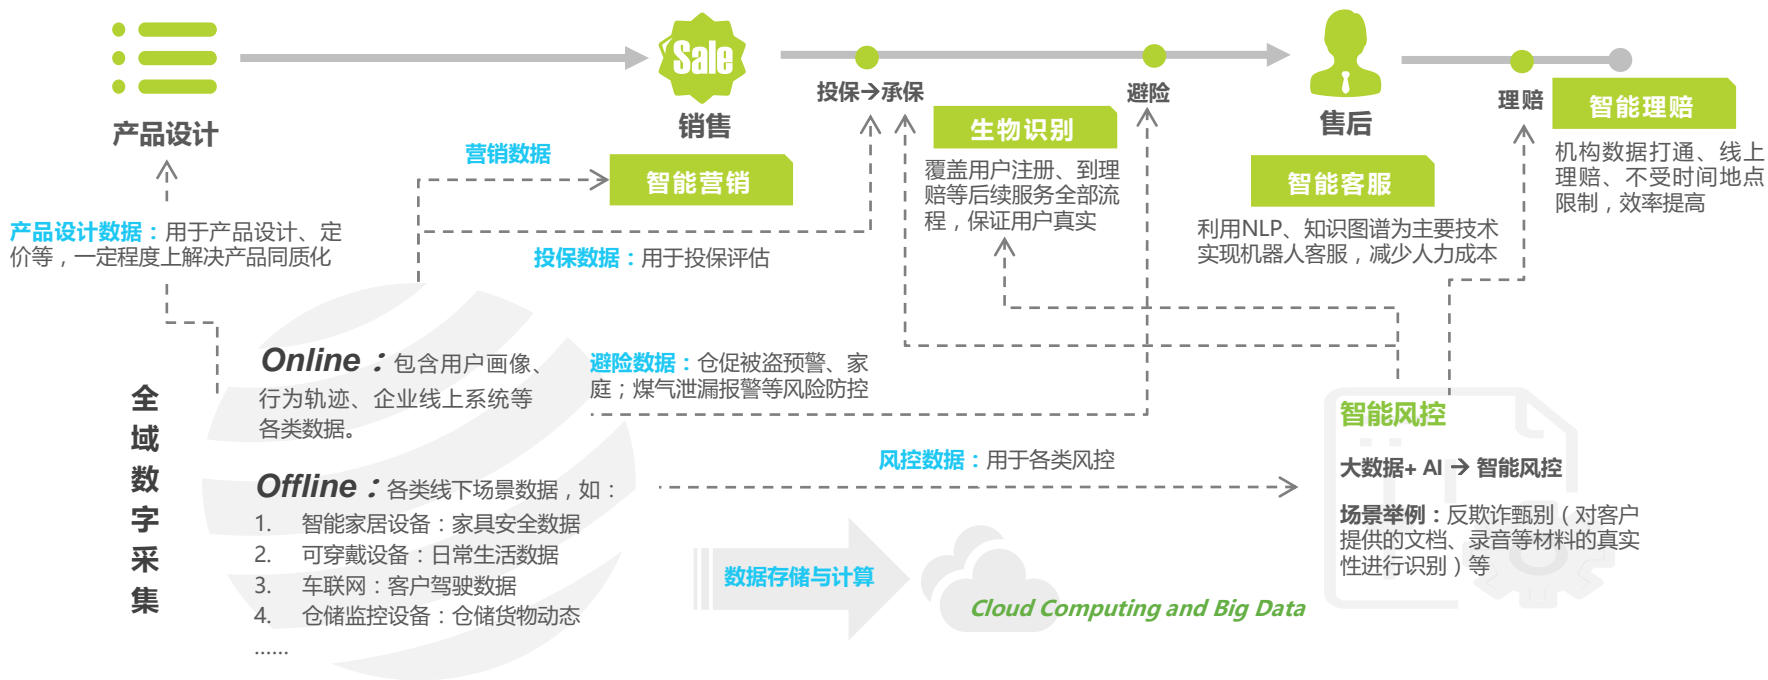 产品设计
Sale
销售
投保→承保
避险
售后
理赔
智能理赔
机构数据打通、线上
理赔、不受时间地点
限制，效率提高
生物识别
覆盖用户注册、到理
赔等后续服务全部流
程，保证用户真实
智能客服
利用NLP、知识图谱为主要技术
实现机器人客服，减少人力成本
营销数据
智能营销
产品设计数据：用于产品设计、定
价等，一定程度上解决产品同质化
投保数据：用于投保评估
全域数字采集
Online：包含用户画像、
行为轨迹、企业线上系统等
各类数据。
避险数据：仓促被盗预警、家
庭；煤气泄漏报警等风险防控
Offline：各类线下场景数据，如：
1. 智能家居设备：家具安全数据
2. 可穿戴设备：日常生活数据
3. 车联网：客户驾驶数据
4. 仓储监控设备：仓储货物动态
......
风控数据：用于各类风控
数据存储与计算
Cloud Computing and Big Data
智能风控
大数据+ AI → 智能风控
场景举例：反欺诈甄别（对客户
提供的文档、录音等材料的真实
性进行识别）等